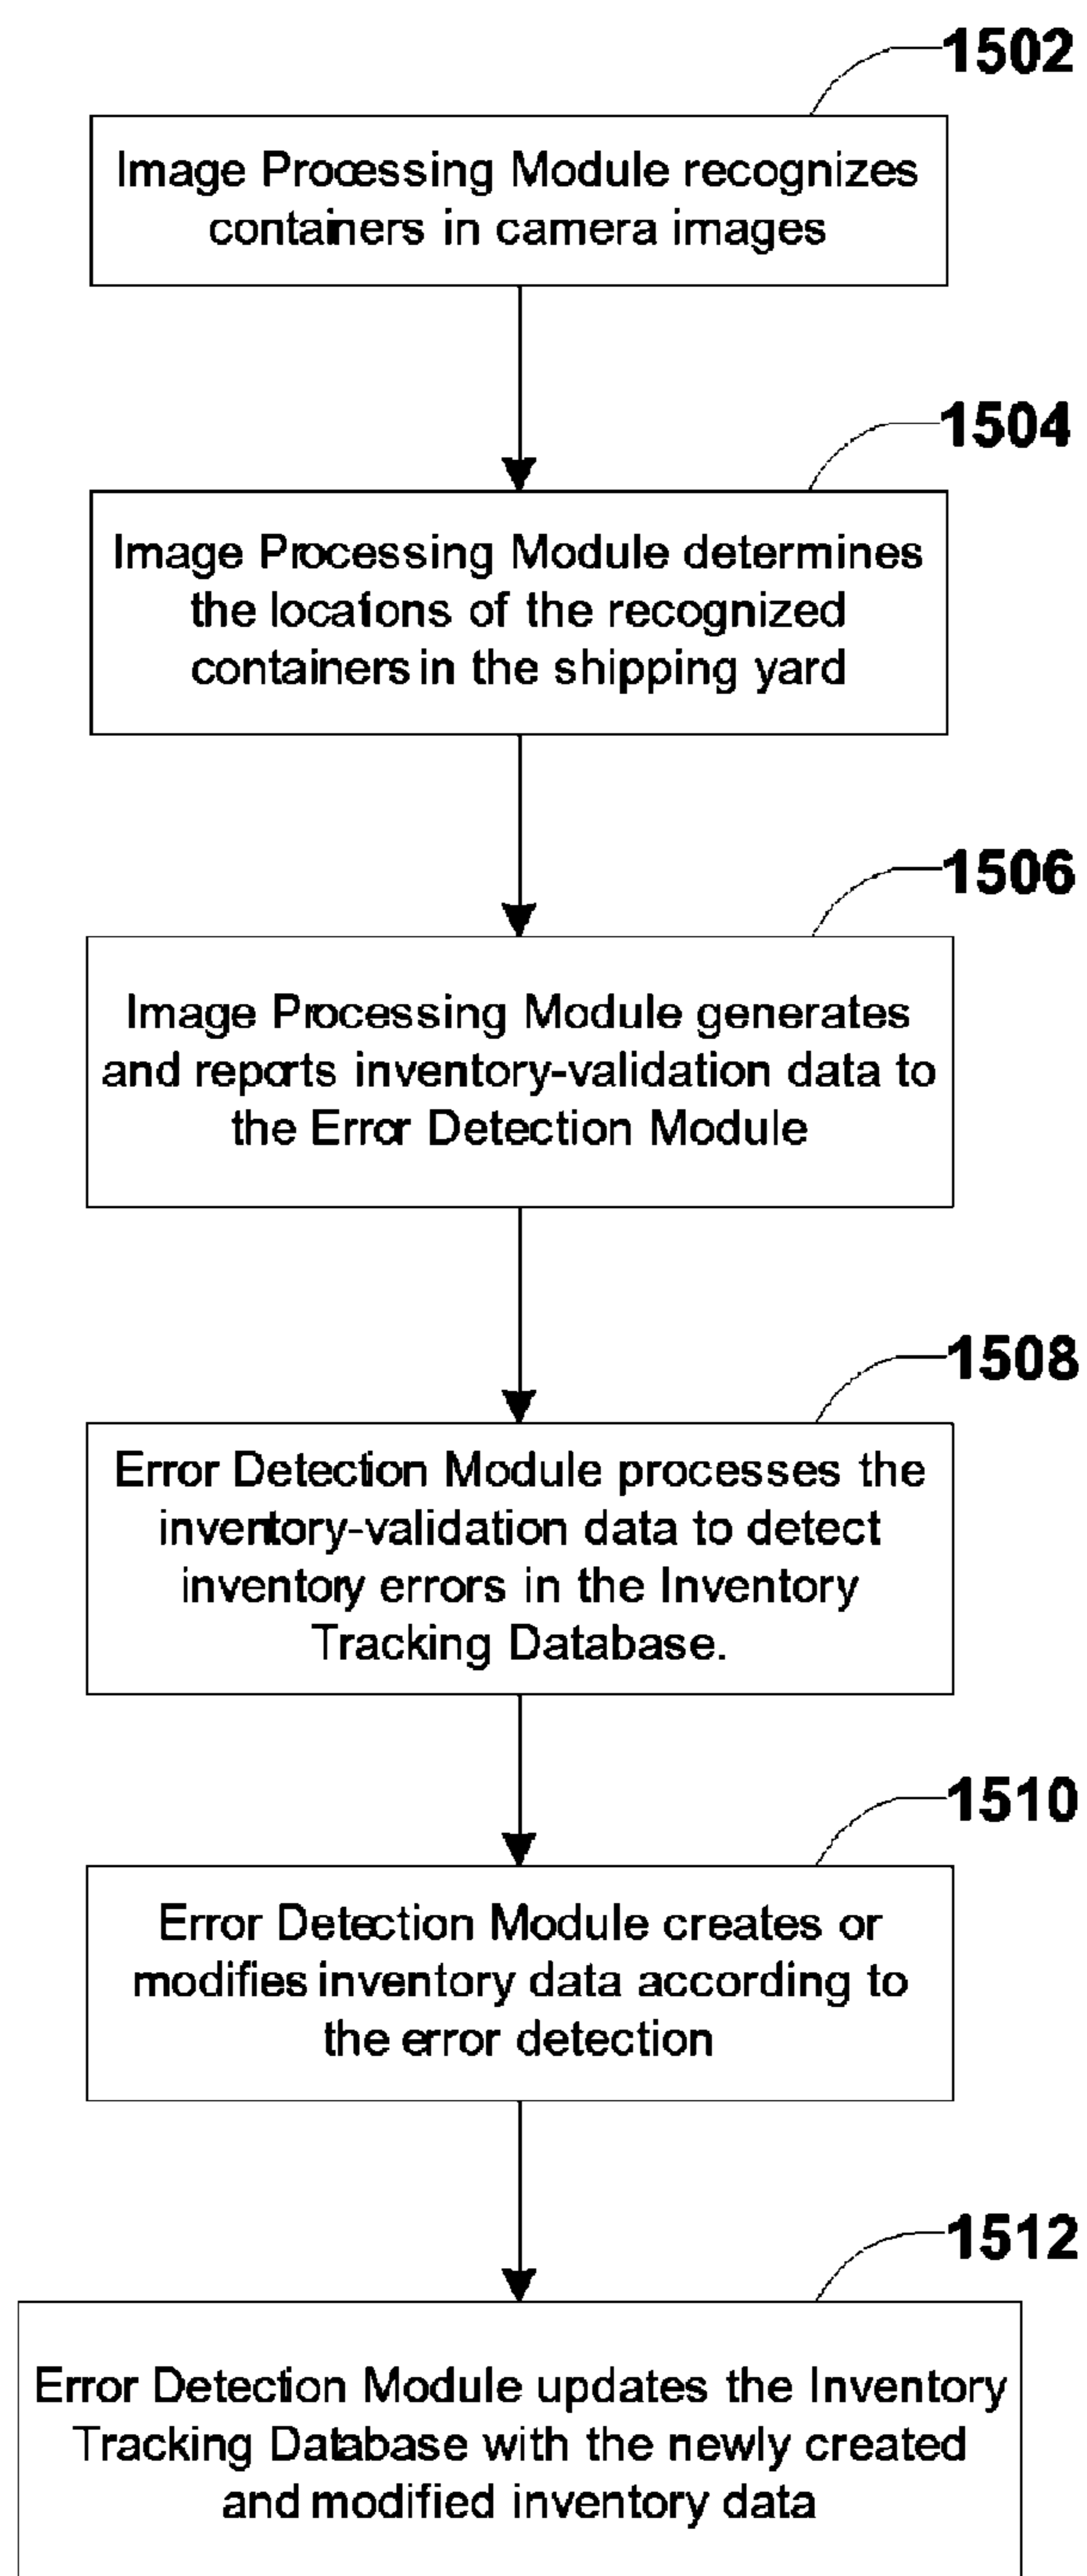 1502
Image Processing Module recognizes
containers in camera images
1504
Image Processing Module determines
the locations of the recognized
containers in the shipping yard
1506
Image Processing Module generates
and reports inventory-validation data to
the Error Detection Module
1508
Error Detection Module processes the
inventory-validation data to detect
inventory errors in the Inventory
Tracking Database.
1510
Error Detection Module creates or
modifies inventory data according to
the error detection
1512
Error Detection Module updates the Inventory
Tracking Database with the newly created
and modified inventory data